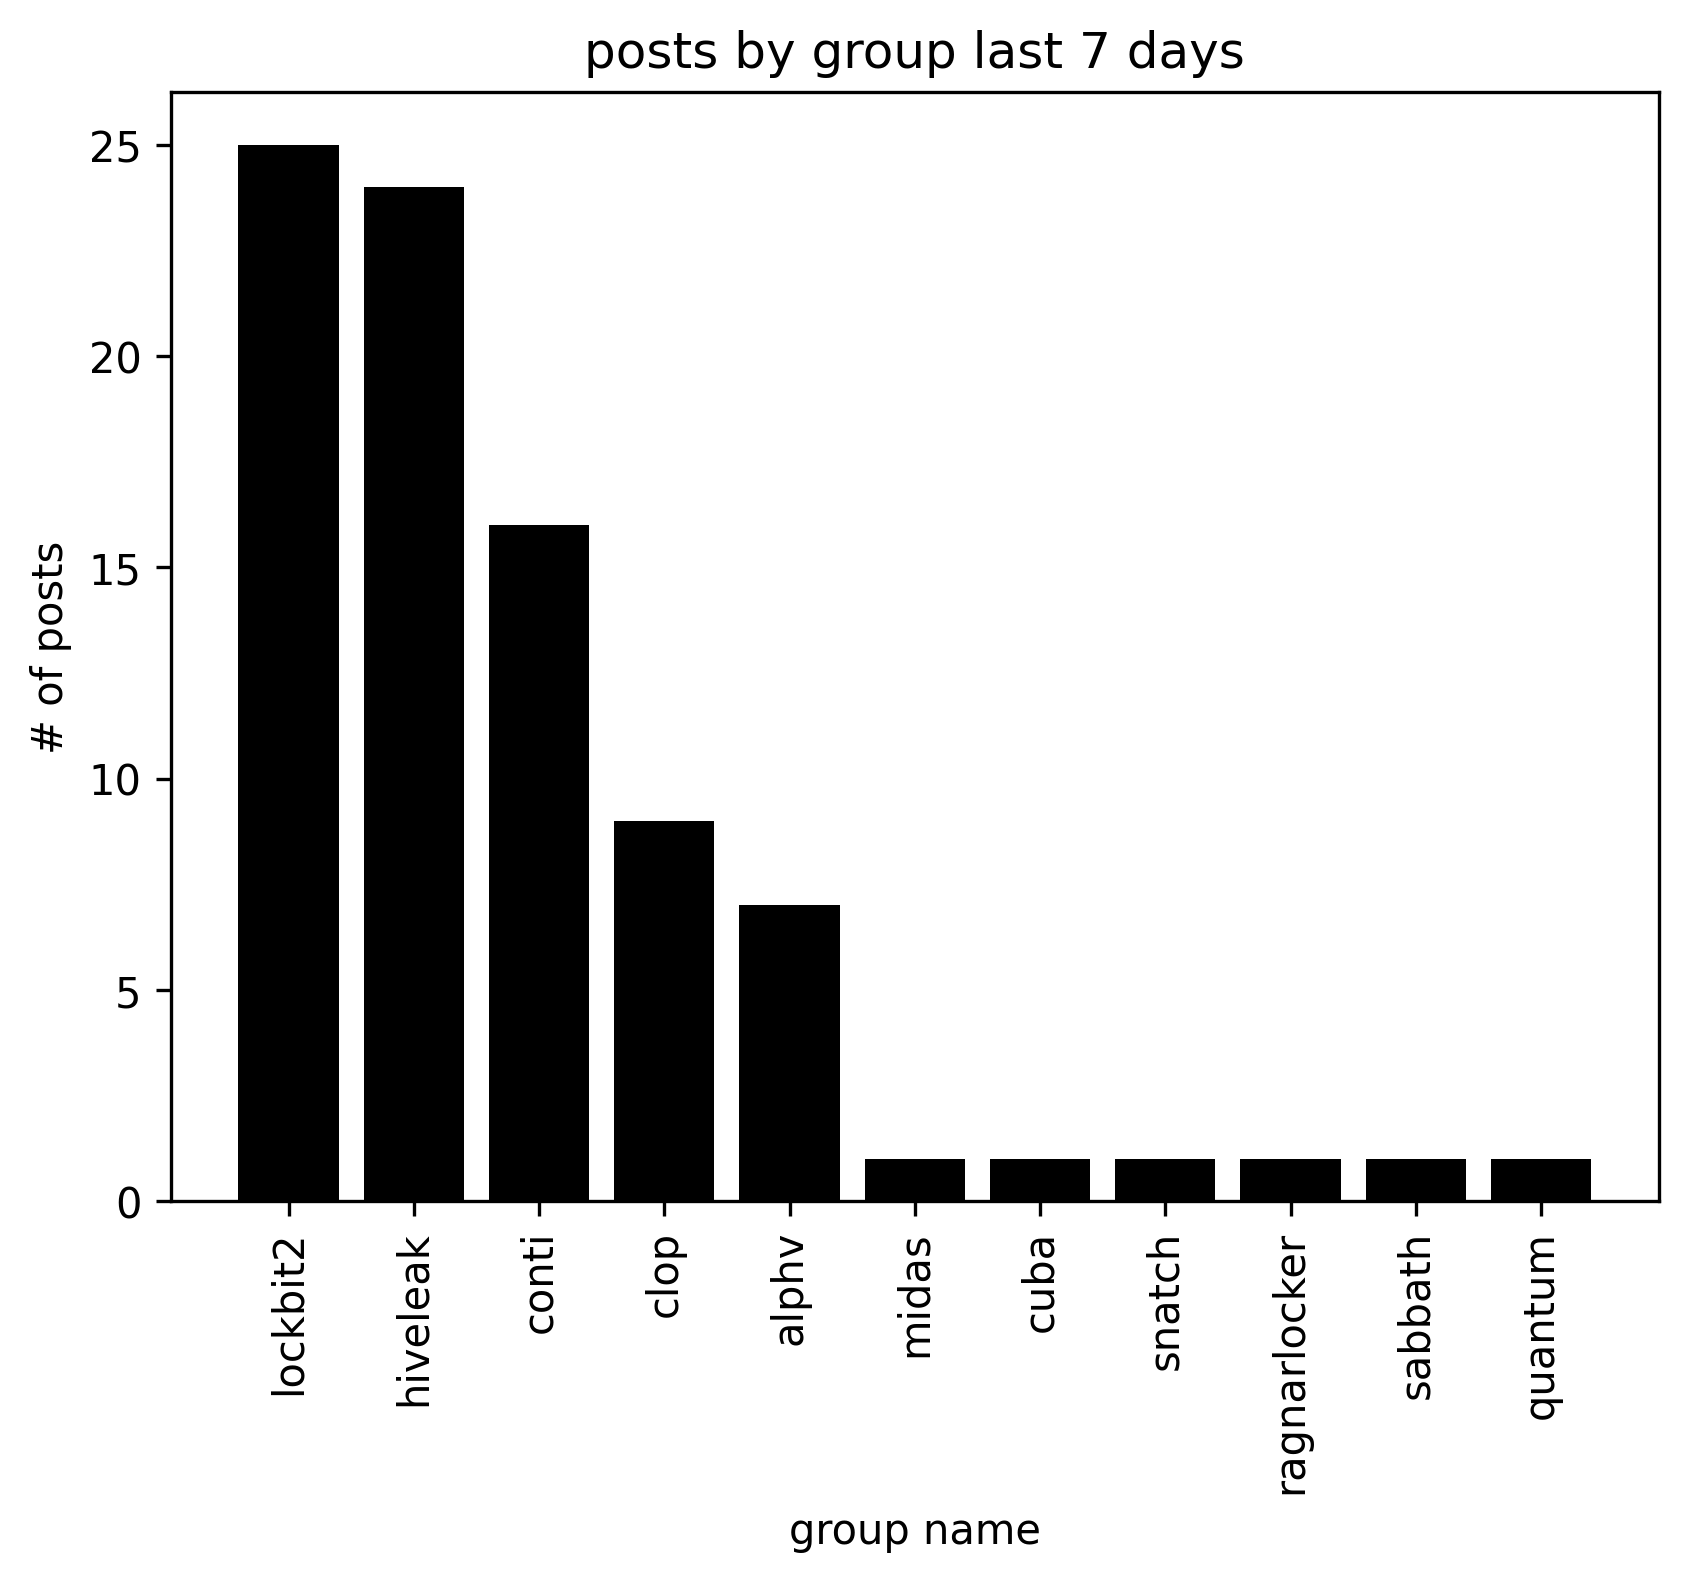 posts by group last 7 days
# of posts
25
20
15
10
5
0
lockbit2
hiveleak
conti
clop
alphv
midas
cuba
snatch
ragnarlocker
sabbath
quantum
group name